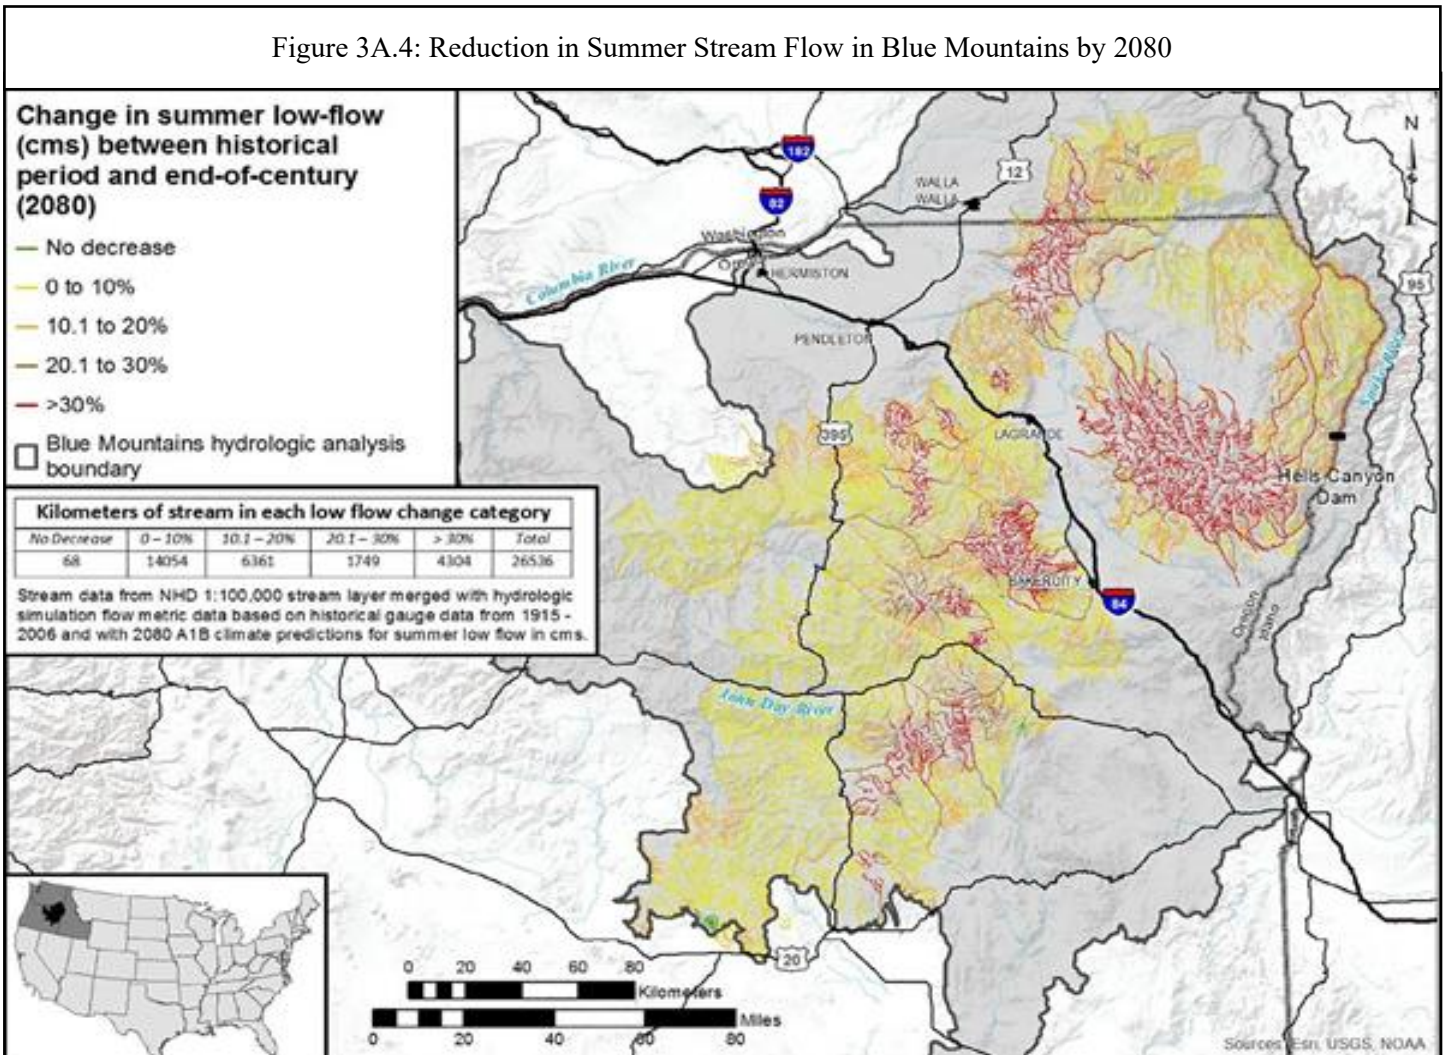 Figure 3A.4: Reduction in Summer Stream Flow in Blue Mountains by 2080
Change in summer low-flow
(cms) between historical
period and end-of-century
(2080)
No decrease
0 to 10%
10.1 to 20%
20.1 to 30%
>30%
Blue Mountains hydrologic analysis
boundary
Kilometers of stream in each low flow change category
No Decrease 0 – 10% 10.1 – 20% 20.1 – 30% > 30% Total
68 14054 6361 1749 4304 26536
Stream data from NHD 1:100,000 stream layer merged with hydrologic
simulation flow metric data based on historical gauge data from 1915 -
2006 and with 2080 A1B climate predictions for summer low flow in cms.
182
82
12
N
WALLA
WALLA
Washington
Columbia River
HERMISTON
95
PENDLETON
Snake River
395
LAGRANDE
Hells Canyon
Dam
BAKER CITY
84
Oregon
Idaho
John Day River
20
0 20 40 60 80
Kilometers
Miles
0 20 40 60 80
Sources: Esri, USGS, NOAA